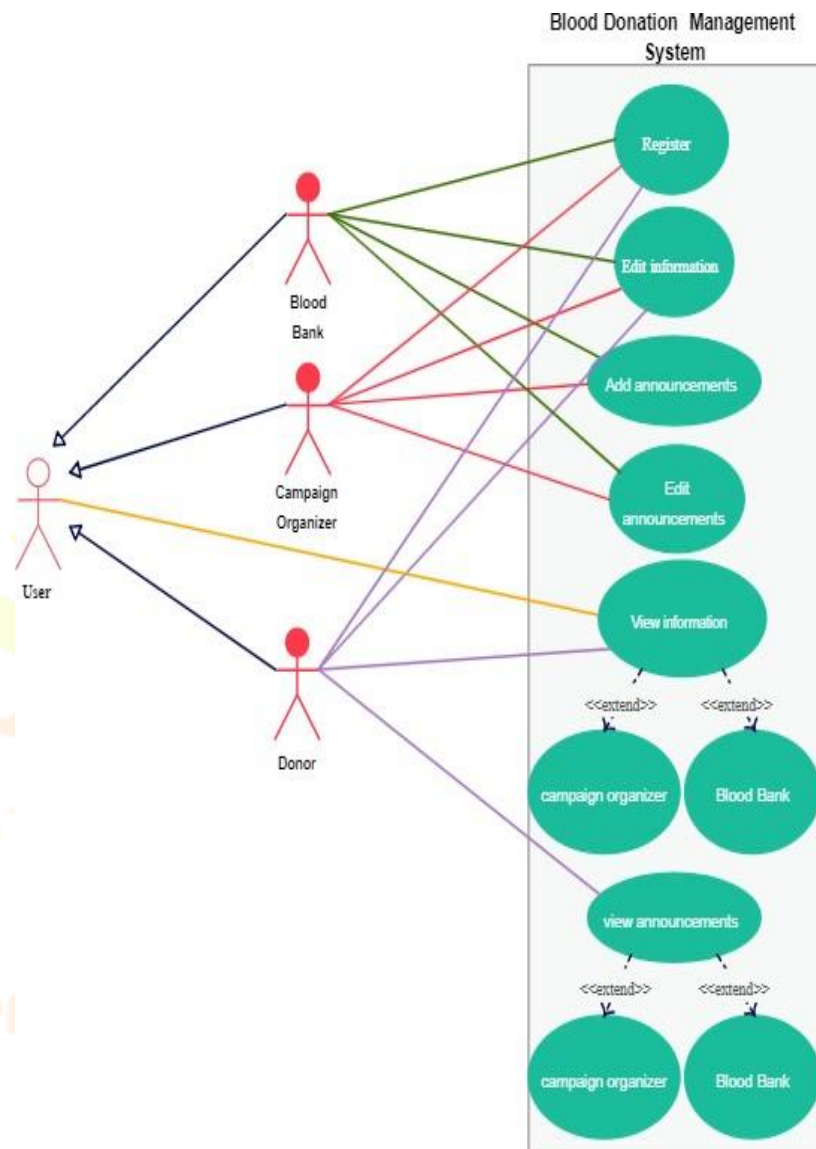 Blood Donation Management
System
Register
Edit information
Blood
Bank
Add announcements
Campaign
Organizer
Edit
announcements
User
View information
<<extend>>
<<extend>>
Donor
campaign organizer
Blood Bank
view announcements
<<extend>>
<<extend>>
campaign organizer
Blood Bank